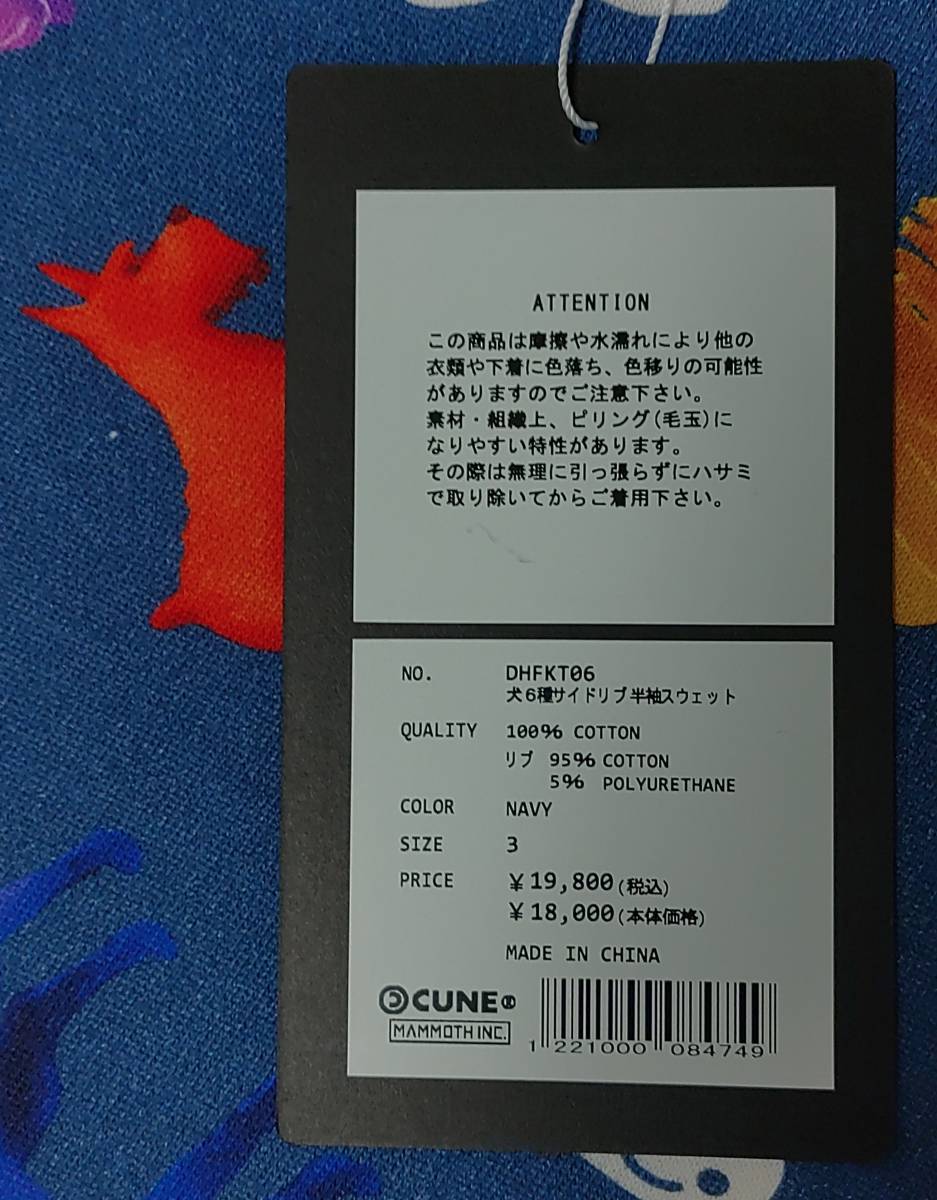 ATTENTION
この商品は摩擦や水濡れにより他の
衣類や下着に色落ち、色移りの可能性
がありますのでご注意下さい。
素材・組織上、ピリング(毛玉)に
なりやすい特性があります。
その際は無理に引っ張らずにハサミ
で取り除いてからご着用下さい。
NO. DHFKT06
犬6種サイドリブ半袖スウェット
QUALITY 100% COTTON
リブ 95% COTTON
5% POLYURETHANE
COLOR NAVY
SIZE 3
PRICE ¥19,800(税込)
¥18,000(本体価格)
MADE IN CHINA
CUNE®
MAMMOTH INC.
1 221000 084749